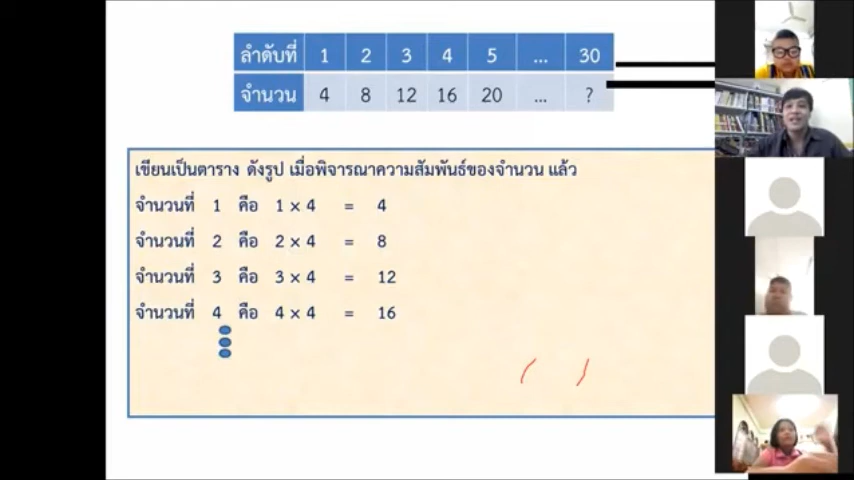 ลำดับที่ 1 2 3 4 5 ... 30
จำนวน 4 8 12 16 20 ... ?
เขียนเป็นตาราง ดังรูป เมื่อพิจารณาความสัมพันธ์ของจำนวน แล้ว
จำนวนที่ 1 คือ 1 × 4 = 4
จำนวนที่ 2 คือ 2 × 4 = 8
จำนวนที่ 3 คือ 3 × 4 = 12
จำนวนที่ 4 คือ 4 × 4 = 16
( )